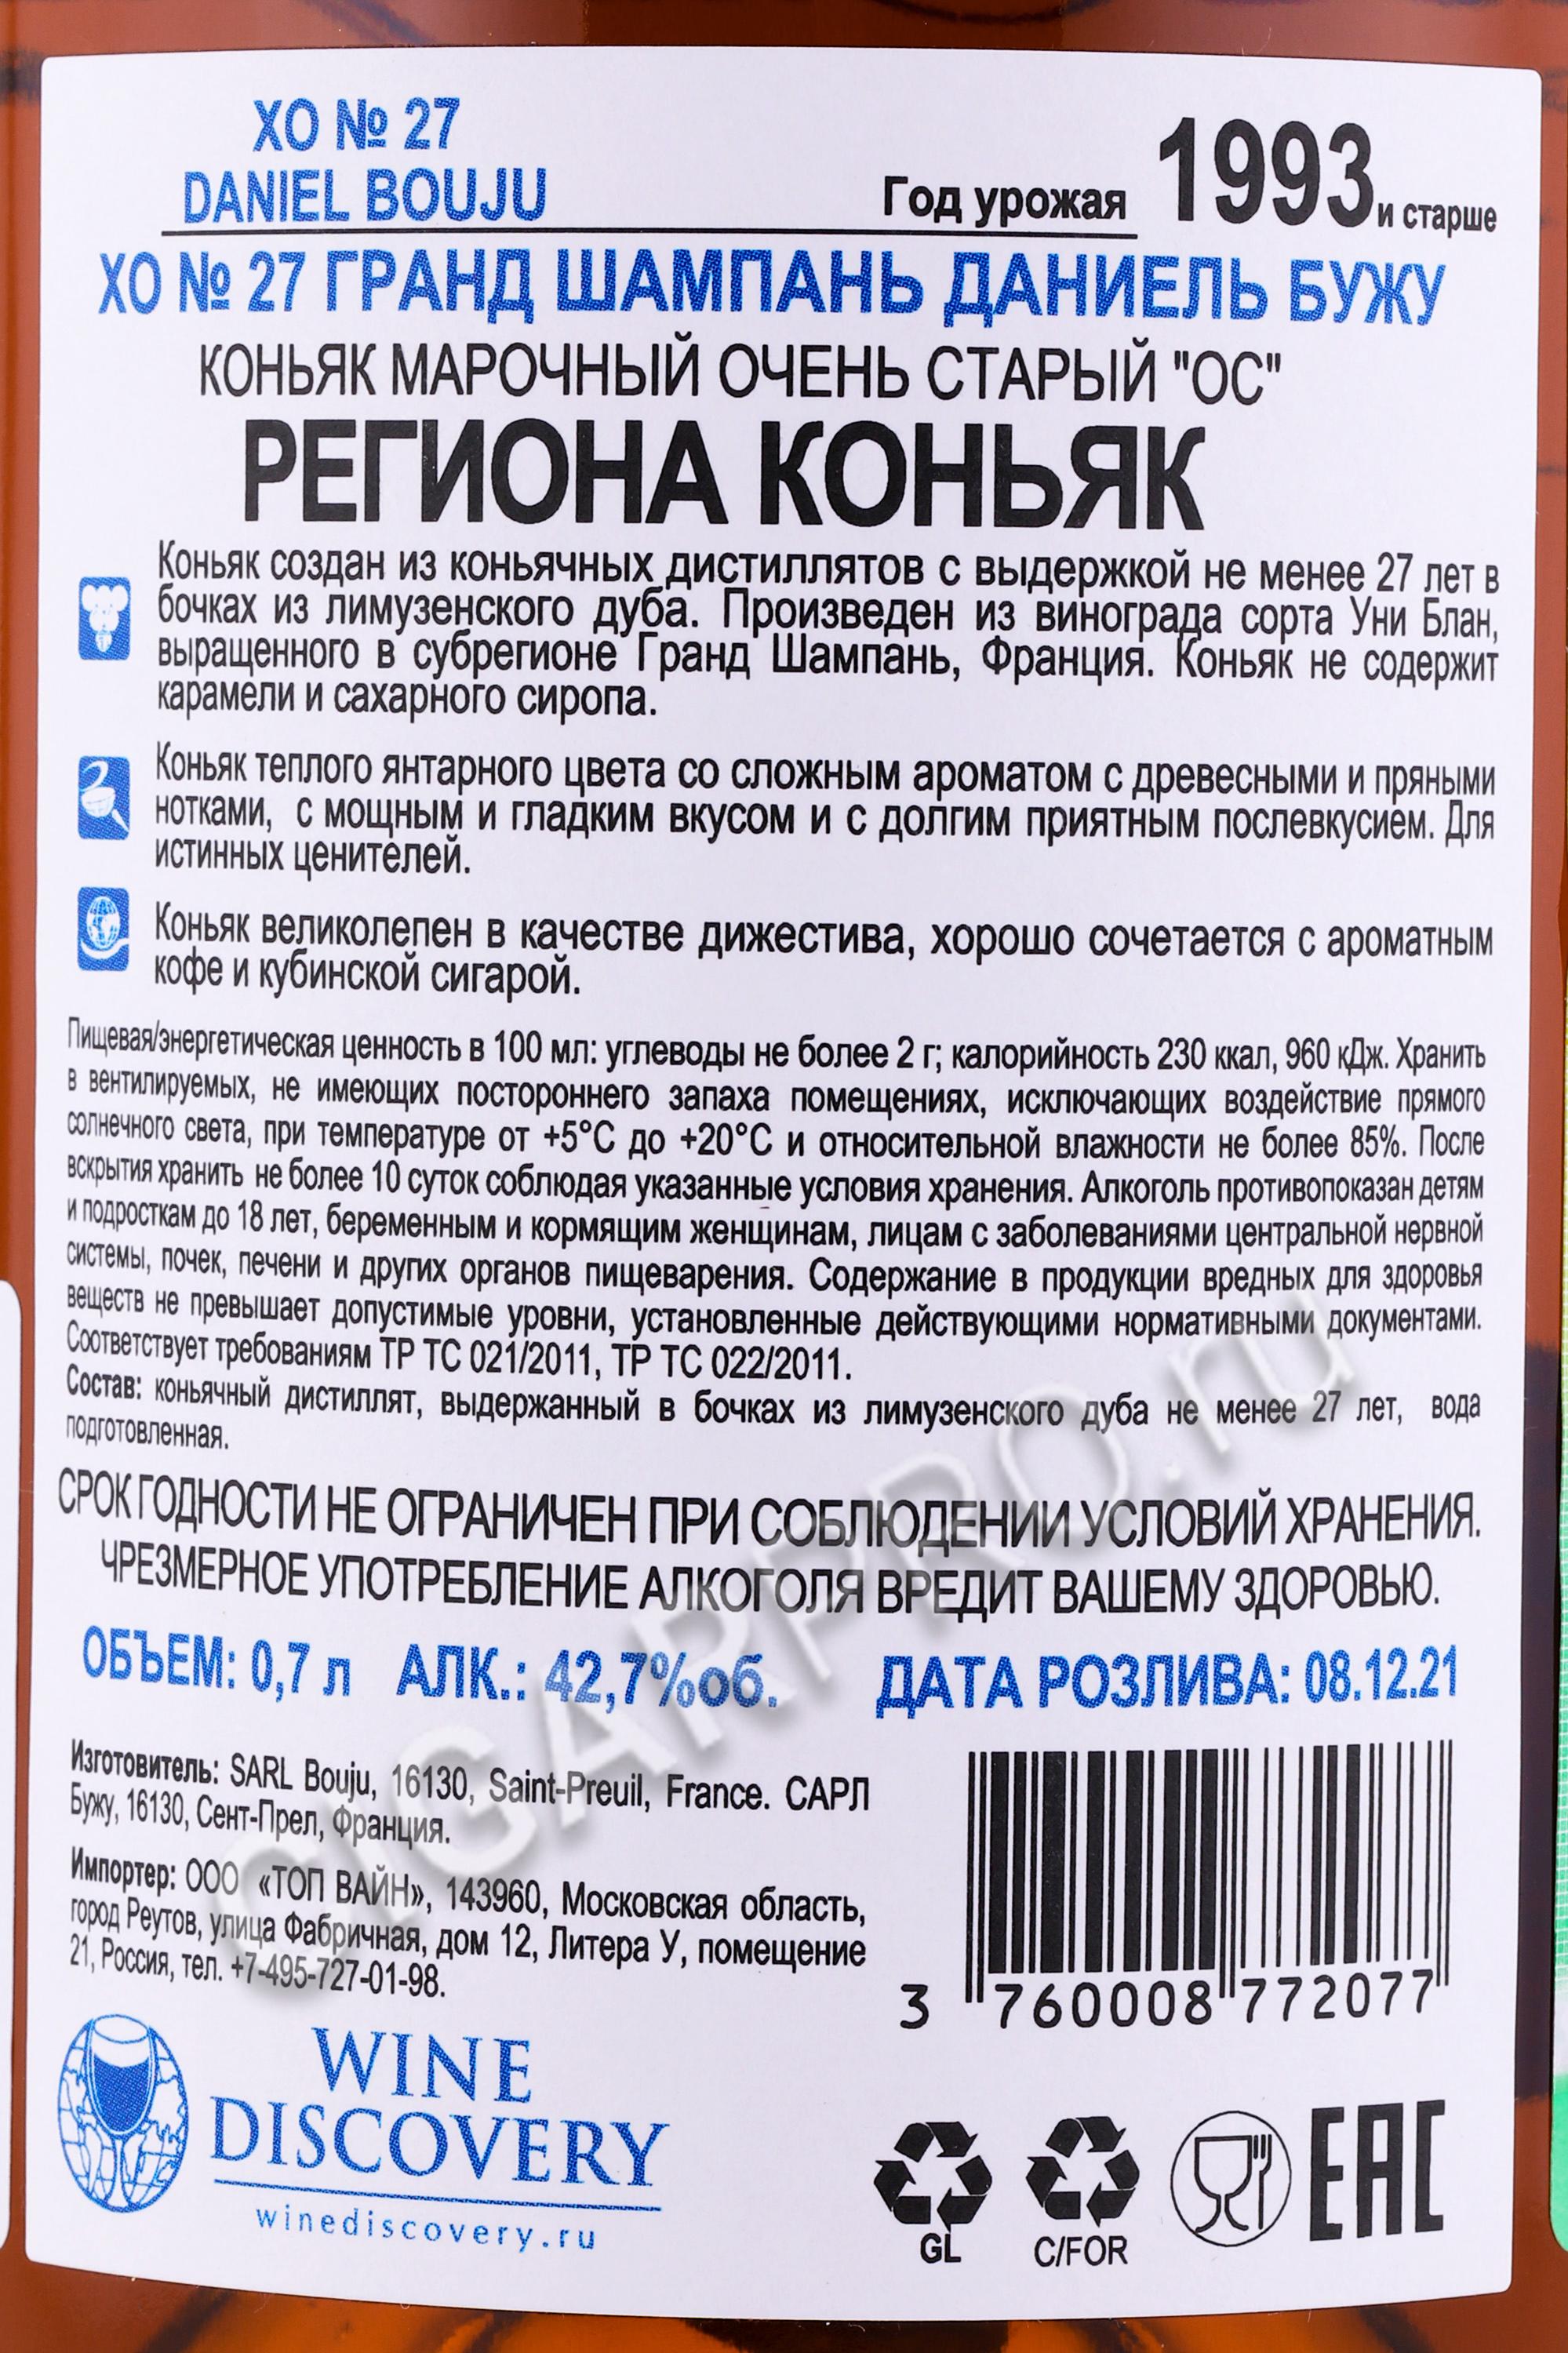 ХО № 27
DANIEL BOUJU
Год урожая 1993 и старше
ХО № 27 ГРАНД ШАМПАНЬ ДАНИЕЛЬ БУЖУ
КОНЬЯК МАРОЧНЫЙ ОЧЕНЬ СТАРЫЙ "ОС"
РЕГИОНА КОНЬЯК
Коньяк создан из коньячных дистиллятов с выдержкой не менее 27 лет в
бочках из лимузенского дуба. Произведен из винограда сорта Уни Блан,
выращенного в субрегионе Гранд Шампань, Франция. Коньяк не содержит
карамели и сахарного сиропа.
Коньяк теплого янтарного цвета со сложным ароматом с древесными и пряными
нотками, с мощным и гладким вкусом и с долгим приятным послевкусием. Для
истинных ценителей.
Коньяк великолепен в качестве дижестива, хорошо сочетается с ароматным
кофе и кубинской сигарой.
Пищевая/энергетическая ценность в 100 мл: углеводы не более 2 г; калорийность 230 ккал, 960 кДж. Хранить
в вентилируемых, не имеющих постороннего запаха помещениях, исключающих воздействие прямого
солнечного света, при температуре от +5°С до +20°С и относительной влажности не более 85%. После
вскрытия хранить не более 10 суток соблюдая указанные условия хранения. Алкоголь противопоказан детям
и подросткам до 18 лет, беременным и кормящим женщинам, лицам с заболеваниями центральной нервной
системы, почек, печени и других органов пищеварения. Содержание в продукции вредных для здоровья
веществ не превышает допустимые уровни, установленные действующими нормативными документами.
Соответствует требованиям ТР ТС 021/2011, ТР ТС 022/2011.
Состав: коньячный дистиллят, выдержанный в бочках из лимузенского дуба не менее 27 лет, вода
подготовленная.
СРОК ГОДНОСТИ НЕ ОГРАНИЧЕН ПРИ СОБЛЮДЕНИИ УСЛОВИЙ ХРАНЕНИЯ.
ЧРЕЗМЕРНОЕ УПОТРЕБЛЕНИЕ АЛКОГОЛЯ ВРЕДИТ ВАШЕМУ ЗДОРОВЬЮ.
ОБЪЕМ: 0,7 л АЛК.: 42,7%об. ДАТА РОЗЛИВА: 08.12.21
Изготовитель: SARL Bouju, 16130, Saint-Preuil, France. САРЛ
Бужу, 16130, Сент-Прел, Франция.
Импортер: ООО «ТОП ВАЙН», 143960, Московская область,
город Реутов, улица Фабричная, дом 12, Литера У, помещение
21, Россия, тел. +7-495-727-01-98.
3 760008 772077
WINE
DISCOVERY
winediscovery.ru
GL
C/FOR
EAC
CIGARPRO.ru